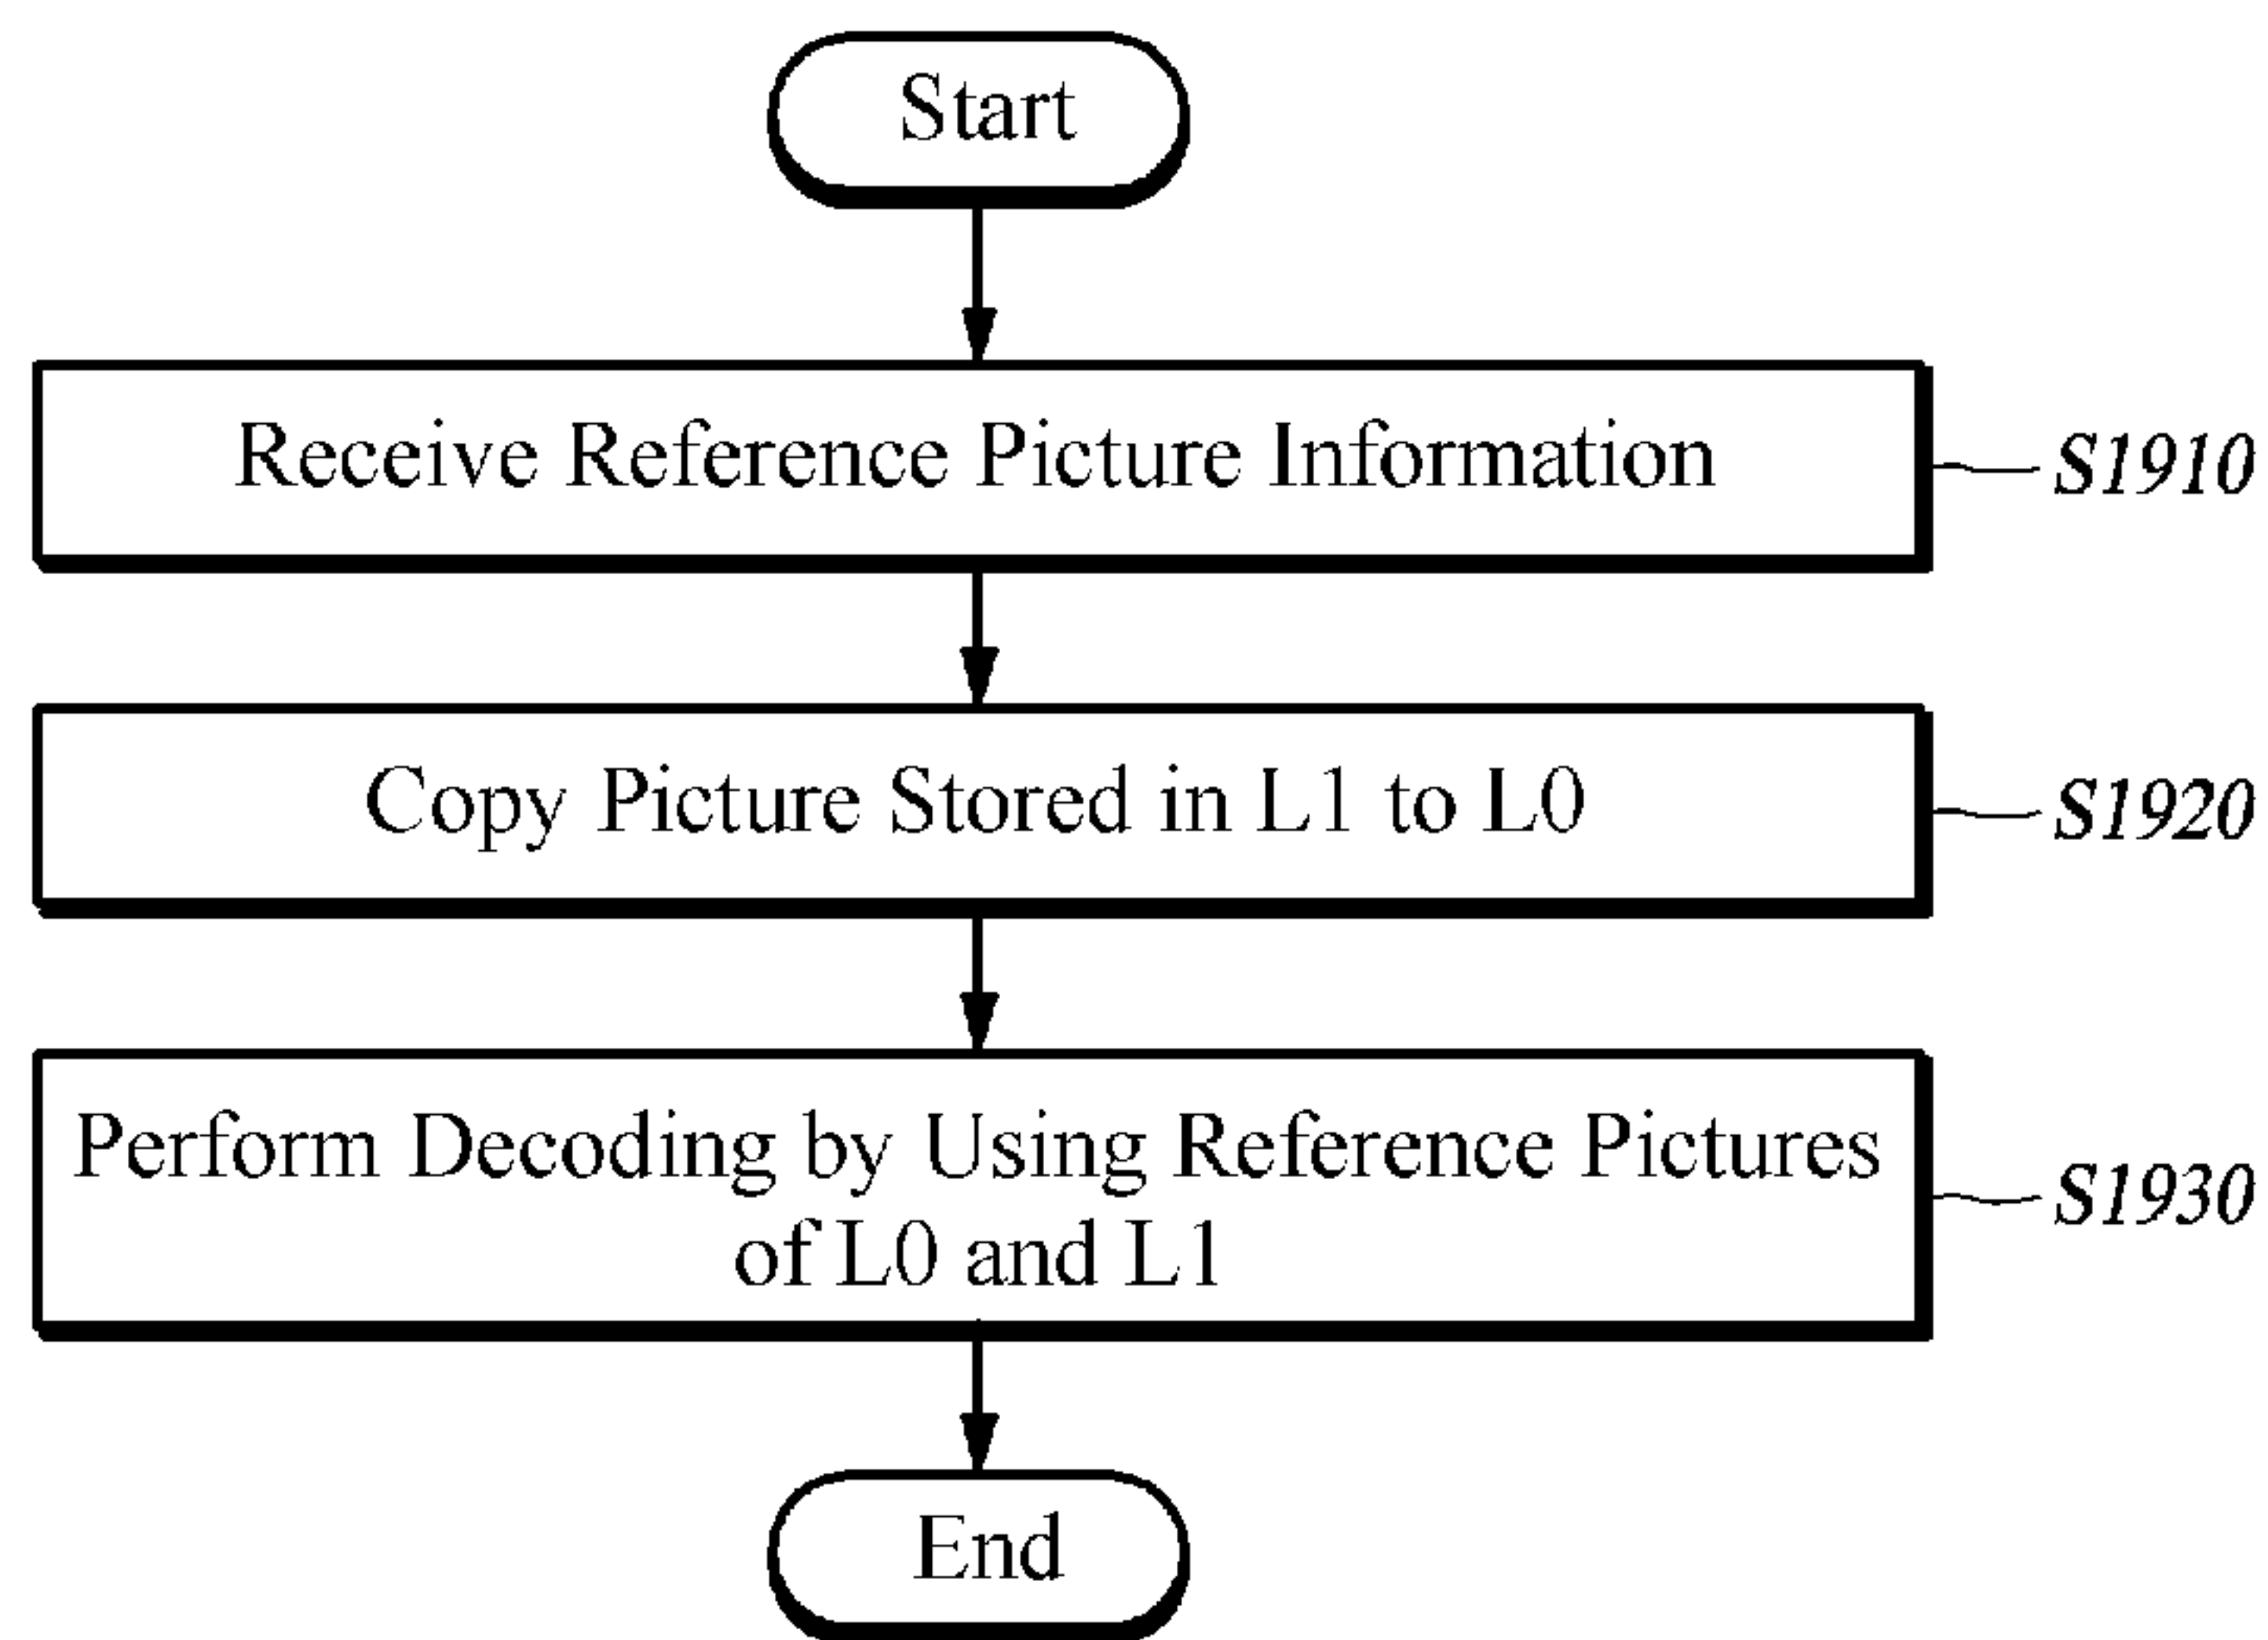 Start
Receive Reference Picture Information
S1910
Copy Picture Stored in L1 to L0
S1920
Perform Decoding by Using Reference Pictures
of L0 and L1
S1930
End